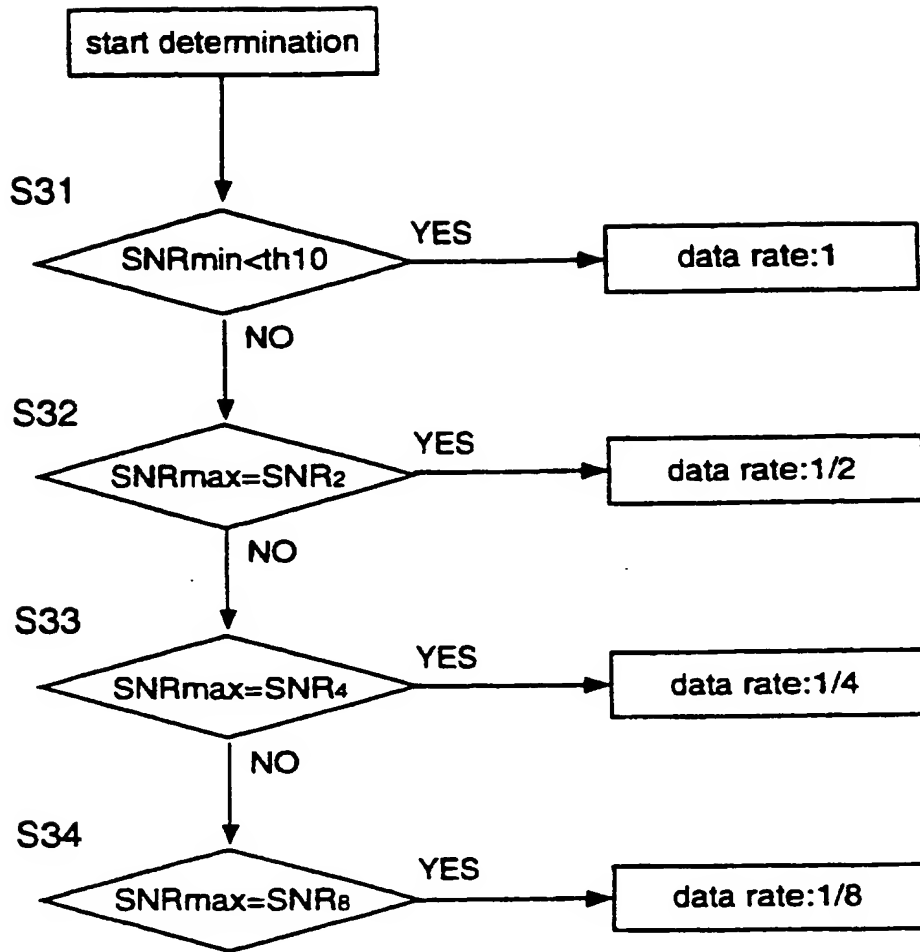 start determination
S31
SNRmin<th10
YES
data rate:1
NO
S32
SNRmax=SNR₂
YES
data rate:1/2
NO
S33
SNRmax=SNR₄
YES
data rate:1/4
NO
S34
SNRmax=SNR₈
YES
data rate:1/8